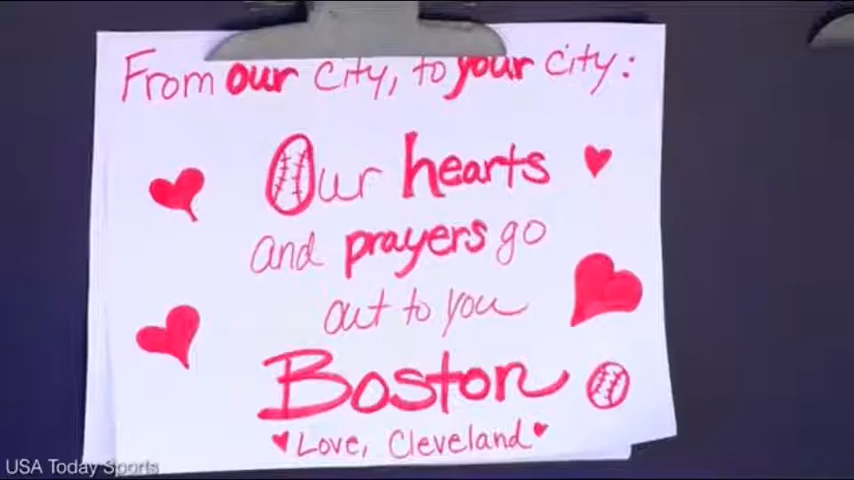 From our city, to your city:
Our hearts
and prayers go
out to you
Boston
Love, Cleveland
USA Today Sports